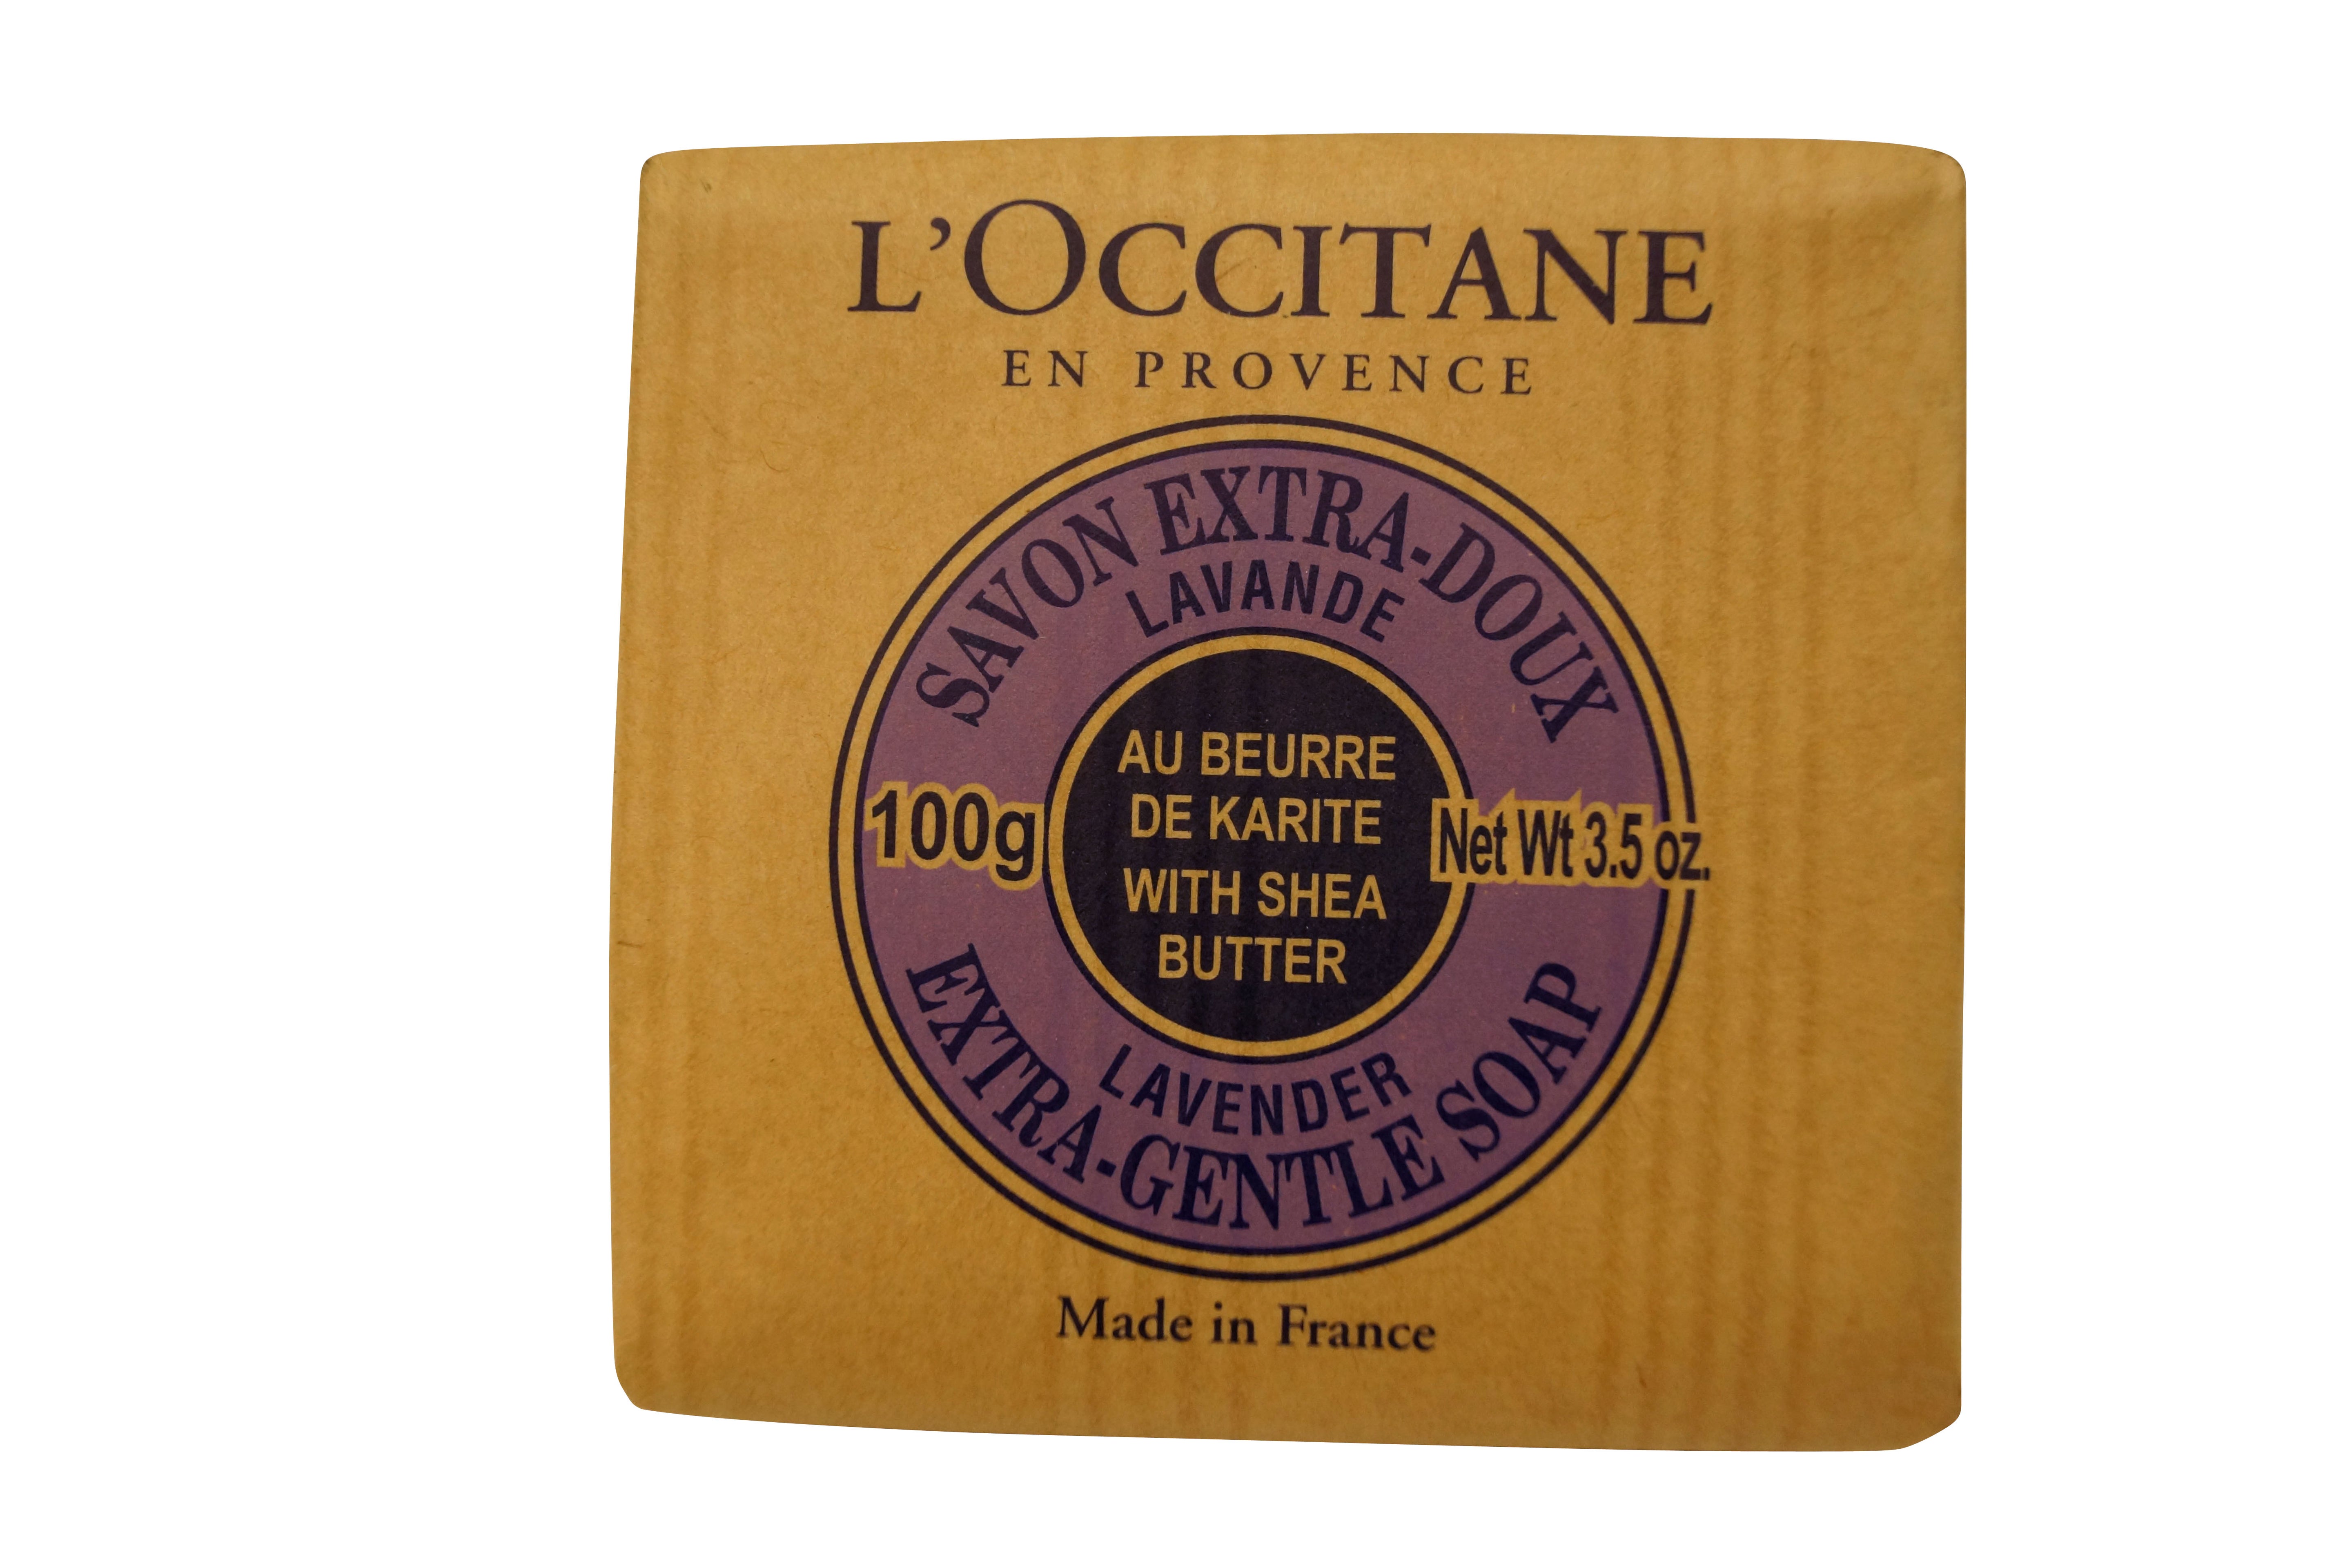 L'OCCITANE
EN PROVENCE
SAVON EXTRA-DOUX
LAVANDE
100g
AU BEURRE
DE KARITE
WITH SHEA
BUTTER
Net Wt 3.5 oz.
LAVENDER
EXTRA-GENTLE SOAP
Made in France